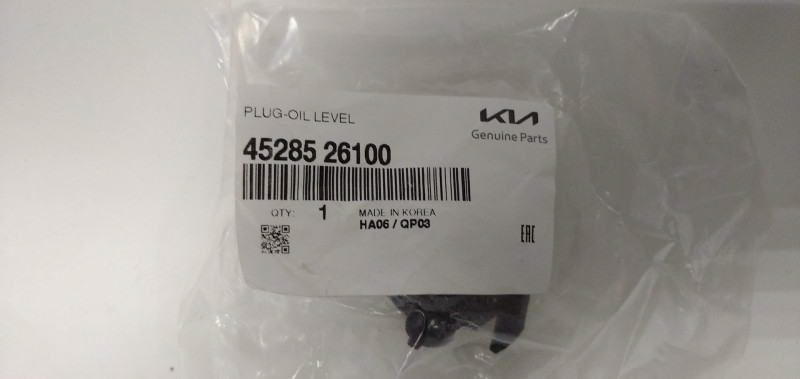 PLUG-OIL LEVEL
KIA
Genuine Parts
45285 26100
QTY: 1 MADE IN KOREA
HA06 / QP03
EAC